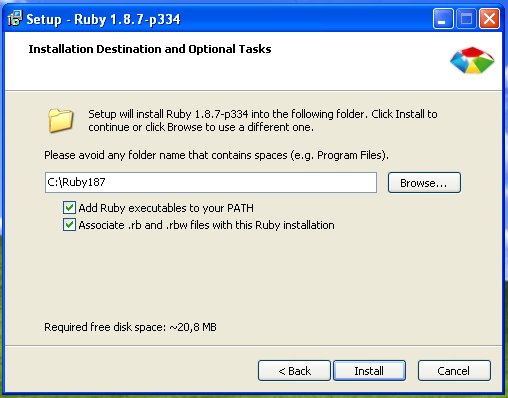 Setup - Ruby 1.8.7-p334
Installation Destination and Optional Tasks
Setup will install Ruby 1.8.7-p334 into the following folder. Click Install to
continue or click Browse to use a different one.
Please avoid any folder name that contains spaces (e.g. Program Files).
C:\Ruby187
Browse...
Add Ruby executables to your PATH
Associate .rb and .rbw files with this Ruby installation
Required free disk space: ~20,8 MB
< Back
Install
Cancel